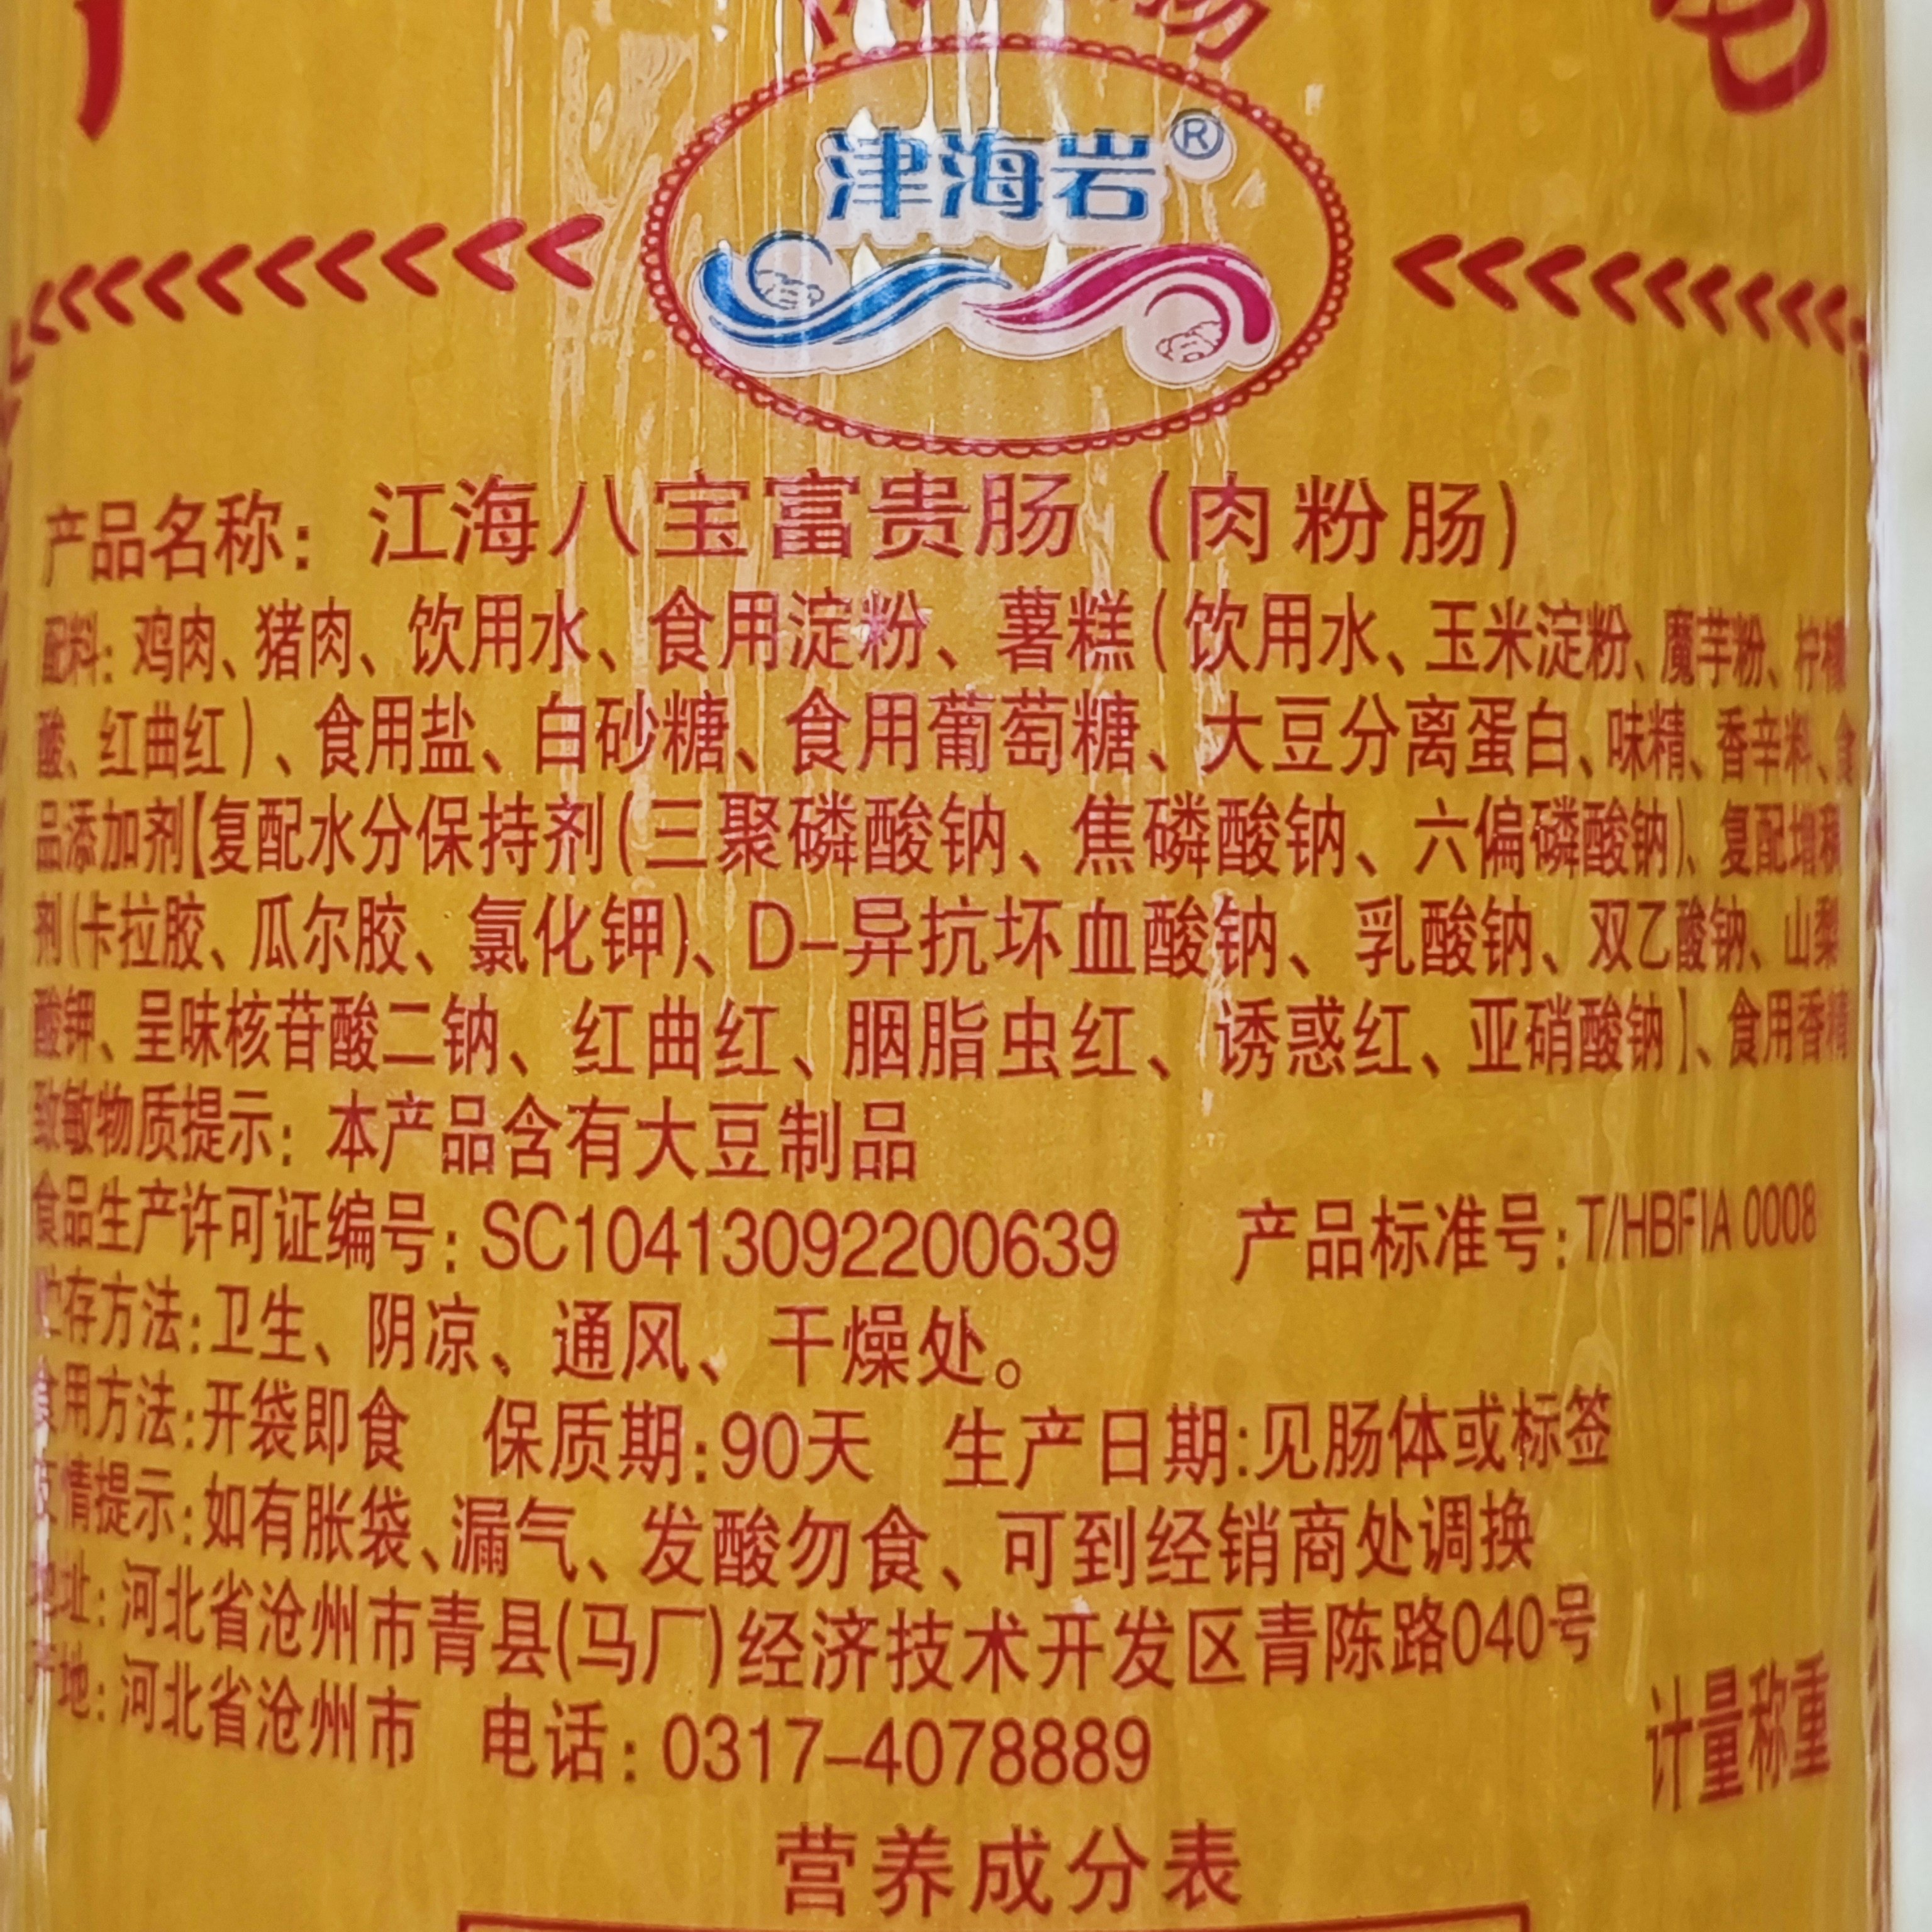 津海岩®
产品名称：江海八宝富贵肠（肉粉肠）
配料：鸡肉、猪肉、饮用水、食用淀粉、薯糕（饮用水、玉米淀粉、魔芋粉、柠檬
酸、红曲红）、食用盐、白砂糖、食用葡萄糖、大豆分离蛋白、味精、香辛料、食
品添加剂【复配水分保持剂(三聚磷酸钠、焦磷酸钠、六偏磷酸钠)、复配增稠
剂(卡拉胶、瓜尔胶、氯化钾)、D-异抗坏血酸钠、乳酸钠、双乙酸钠、山梨
酸钾、呈味核苷酸二钠、红曲红、胭脂虫红、诱惑红、亚硝酸钠】、食用香精
致敏物质提示：本产品含有大豆制品
食品生产许可证编号：SC10413092200639 产品标准号：T/HBFIA 0008
贮存方法：卫生、阴凉、通风、干燥处。
食用方法：开袋即食 保质期：90天 生产日期：见肠体或标签
友情提示：如有胀袋、漏气、发酸勿食、可到经销商处调换
地址：河北省沧州市青县(马厂)经济技术开发区青陈路040号
产地：河北省沧州市 电话：0317-4078889
计量称重
营养成分表